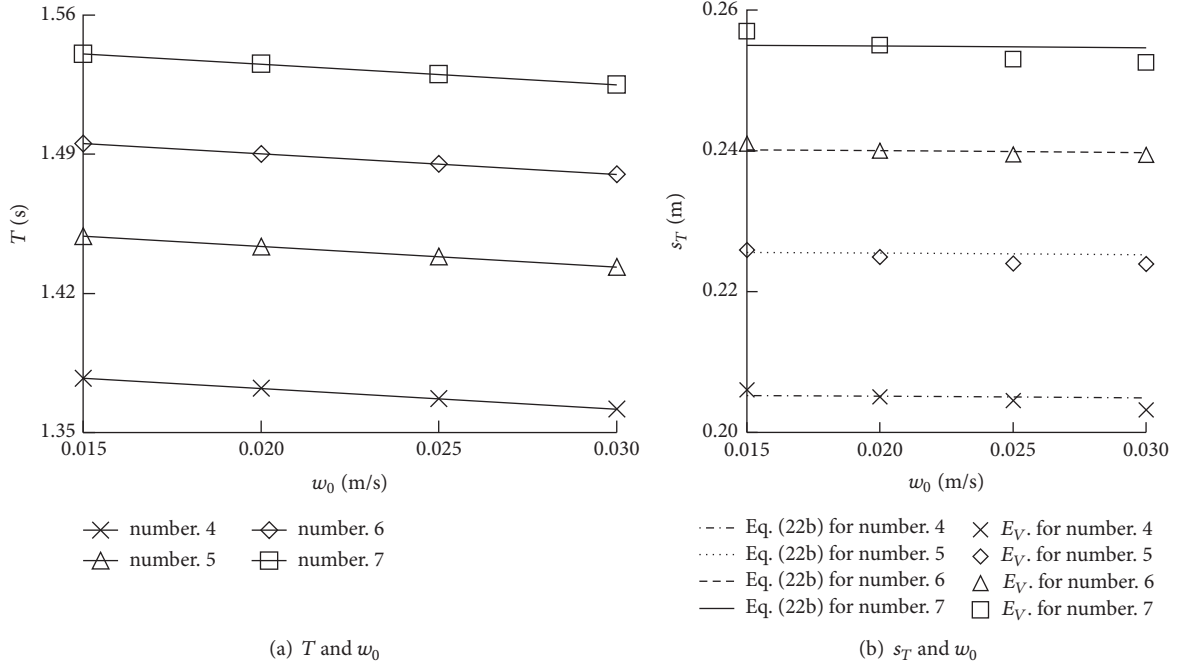 1.56
1.49
1.42
1.35
T (s)
0.015
0.020
0.025
0.030
w0 (m/s)
number. 4
number. 6
number. 5
number. 7
(a) T and w0
0.26
0.24
0.22
0.20
sT (m)
0.015
0.020
0.025
0.030
w0 (m/s)
Eq. (22b) for number. 4
EV. for number. 4
Eq. (22b) for number. 5
EV. for number. 5
Eq. (22b) for number. 6
EV. for number. 6
Eq. (22b) for number. 7
EV. for number. 7
(b) sT and w0